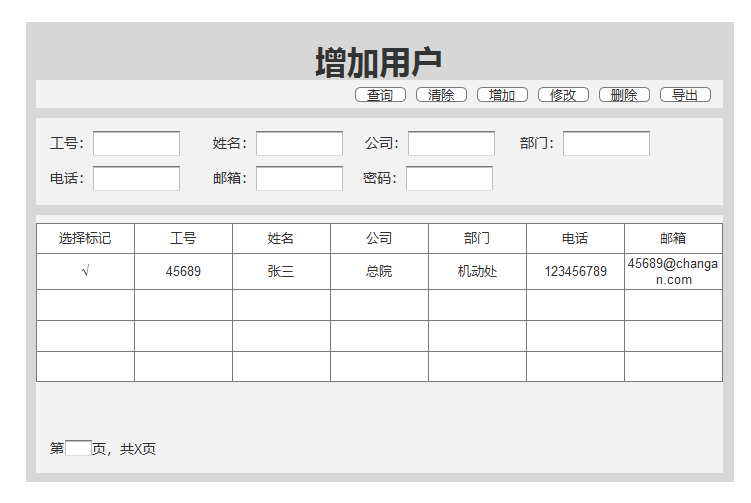 增加用户
查询 清除 增加 修改 删除 导出
工号： 姓名： 公司： 部门：
电话： 邮箱： 密码：
选择标记 工号 姓名 公司 部门 电话 邮箱
√ 45689 张三 总院 机动处 123456789 45689@changa
n.com
第 页，共X页